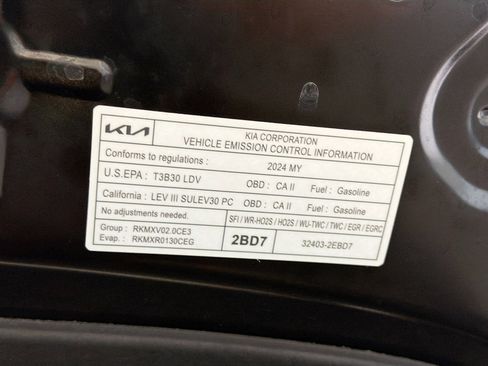 KIA
KIA CORPORATION
VEHICLE EMISSION CONTROL INFORMATION
Conforms to regulations : 2024 MY
U.S.EPA : T3B30 LDV OBD : CA II Fuel : Gasoline
California : LEV III SULEV30 PC OBD : CA II Fuel : Gasoline
No adjustments needed. SFI / WR-HO2S / HO2S / WU-TWC / TWC / EGR / EGRC
Group : RKMXV02.0CE3
Evap. : RKMXR0130CEG
2BD7
32403-2EBD7